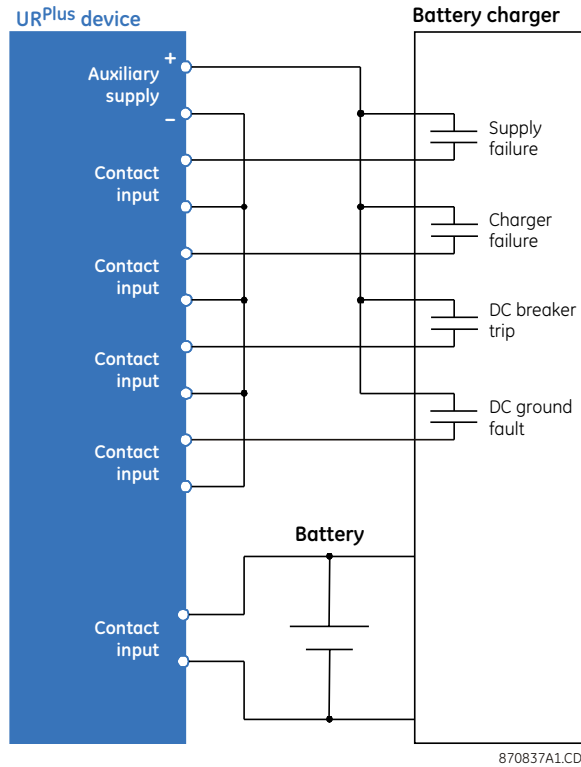 URPlus device
Battery charger
Auxiliary
supply
+
–
Supply
failure
Contact
input
Charger
failure
Contact
input
DC breaker
trip
Contact
input
DC ground
fault
Contact
input
Battery
Contact
input
870837A1.CD